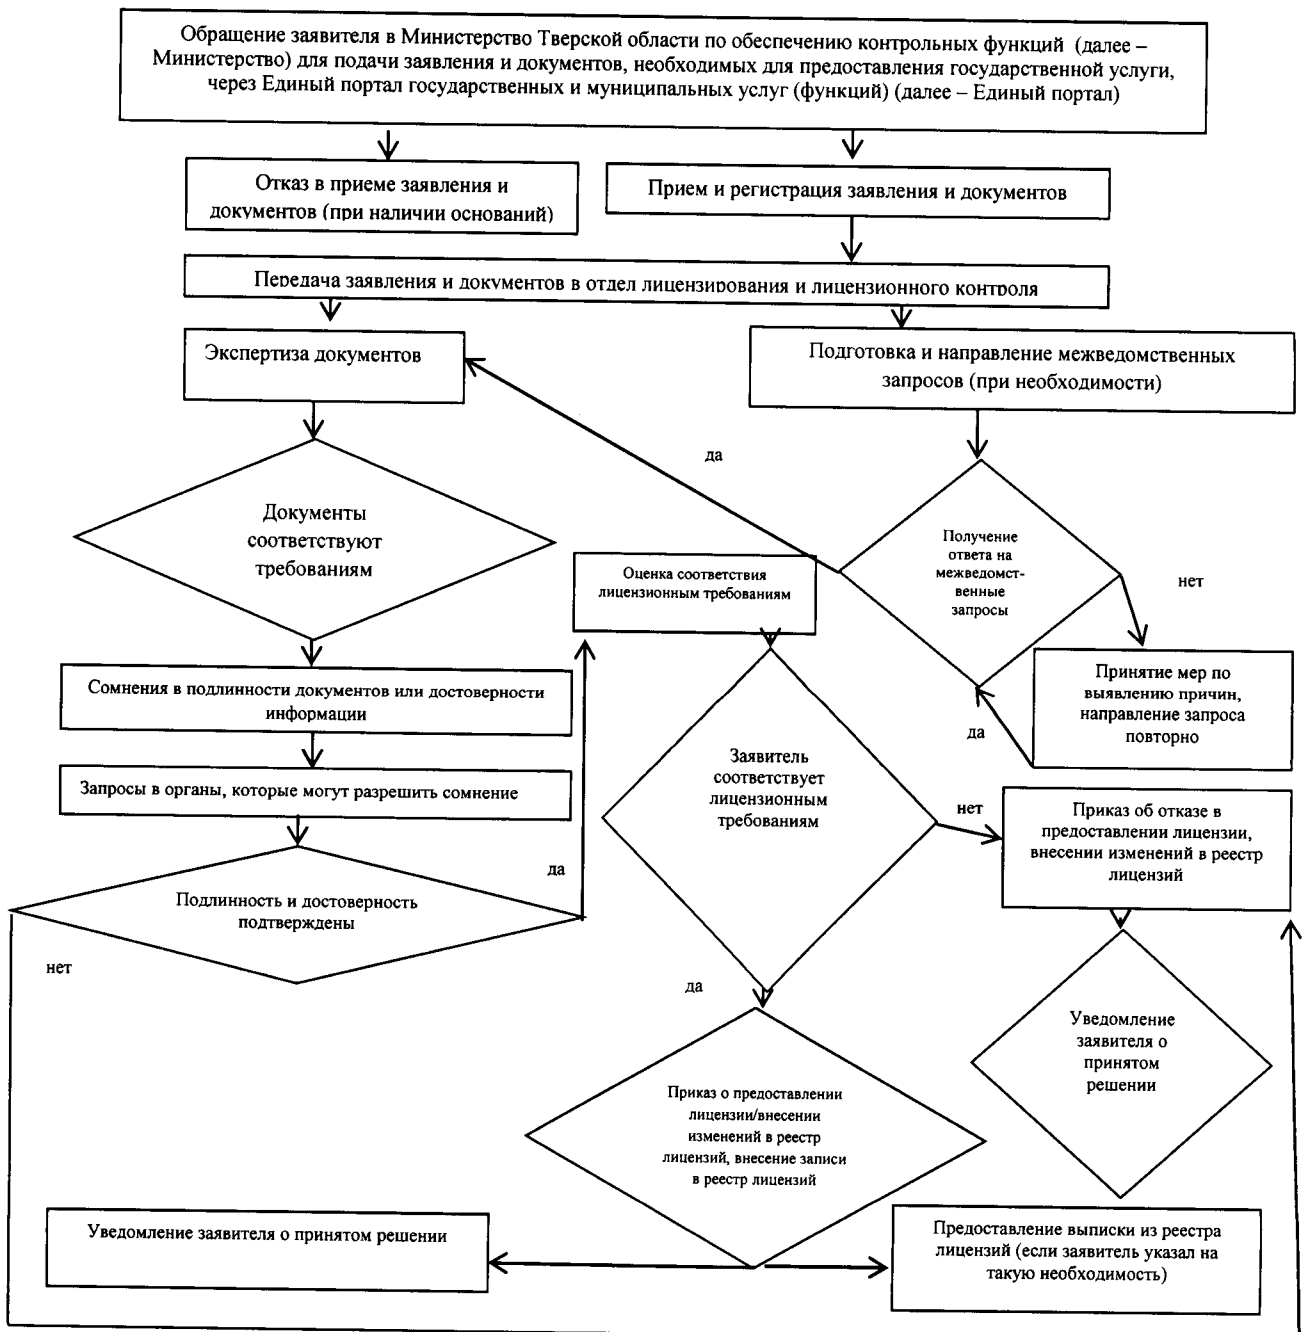 Обращение заявителя в Министерство Тверской области по обеспечению контрольных функций (далее –
Министерство) для подачи заявления и документов, необходимых для предоставления государственной услуги,
через Единый портал государственных и муниципальных услуг (функций) (далее – Единый портал)
Отказ в приеме заявления и
документов (при наличии оснований)
Прием и регистрация заявления и документов
Передача заявления и документов в отдел лицензирования и лицензионного контроля
Экспертиза документов
Подготовка и направление межведомственных
запросов (при необходимости)
да
Документы
соответствуют
требованиям
Получение
ответа на
межведомст-
венные
запросы
нет
Оценка соответствия
лицензионным требованиям
Сомнения в подлинности документов или достоверности
информации
Принятие мер по
выявлению причин,
направление запроса
повторно
да
Запросы в органы, которые могут разрешить сомнение
Заявитель
соответствует
лицензионным
требованиям
нет
Приказ об отказе в
предоставлении лицензии,
внесении изменений в реестр
лицензий
да
Подлинность и достоверность
подтверждены
нет
да
Уведомление
заявителя о
принятом
решении
Приказ о предоставлении
лицензии/внесении
изменений в реестр
лицензий, внесение записи
в реестр лицензий
Уведомление заявителя о принятом решении
Предоставление выписки из реестра
лицензий (если заявитель указал на
такую необходимость)